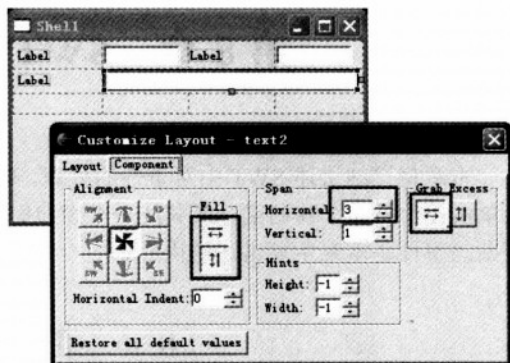 Shell
Label Label
Label
Customize Layout - text2
Layout Component
Alignment
Fill
Span
Horizontal: 3
Vertical: 1
Grab Excess
Hints
Height: -1
Width: -1
Horizontal Indent: 0
Restore all default values